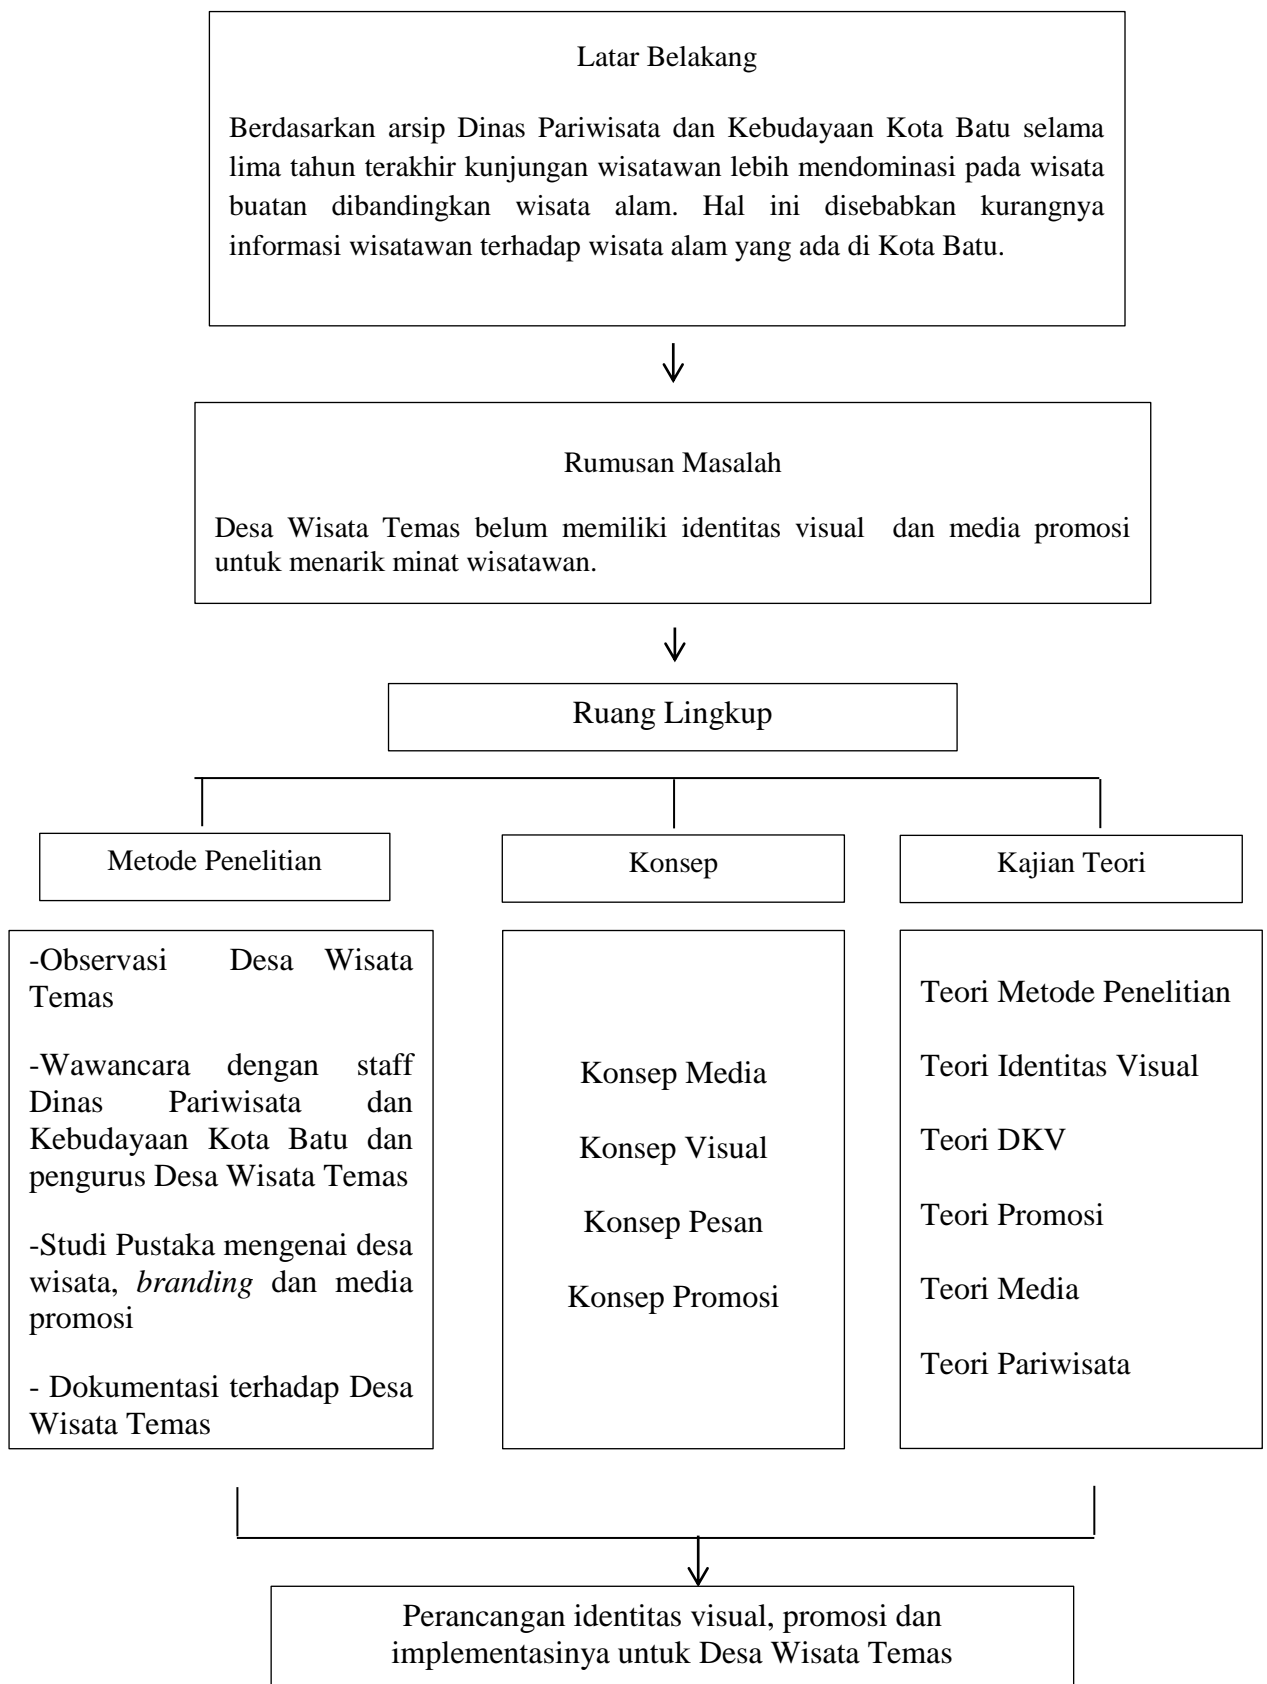 Latar Belakang
Berdasarkan arsip Dinas Pariwisata dan Kebudayaan Kota Batu selama
lima tahun terakhir kunjungan wisatawan lebih mendominasi pada wisata
buatan dibandingkan wisata alam. Hal ini disebabkan kurangnya
informasi wisatawan terhadap wisata alam yang ada di Kota Batu.
Rumusan Masalah
Desa Wisata Temas belum memiliki identitas visual dan media promosi
untuk menarik minat wisatawan.
Ruang Lingkup
Metode Penelitian
-Observasi Desa Wisata
Temas
-Wawancara dengan staff
Dinas Pariwisata dan
Kebudayaan Kota Batu dan
pengurus Desa Wisata Temas
-Studi Pustaka mengenai desa
wisata, branding dan media
promosi
- Dokumentasi terhadap Desa
Wisata Temas
Konsep
Konsep Media
Konsep Visual
Konsep Pesan
Konsep Promosi
Kajian Teori
Teori Metode Penelitian
Teori Identitas Visual
Teori DKV
Teori Promosi
Teori Media
Teori Pariwisata
Perancangan identitas visual, promosi dan
implementasinya untuk Desa Wisata Temas